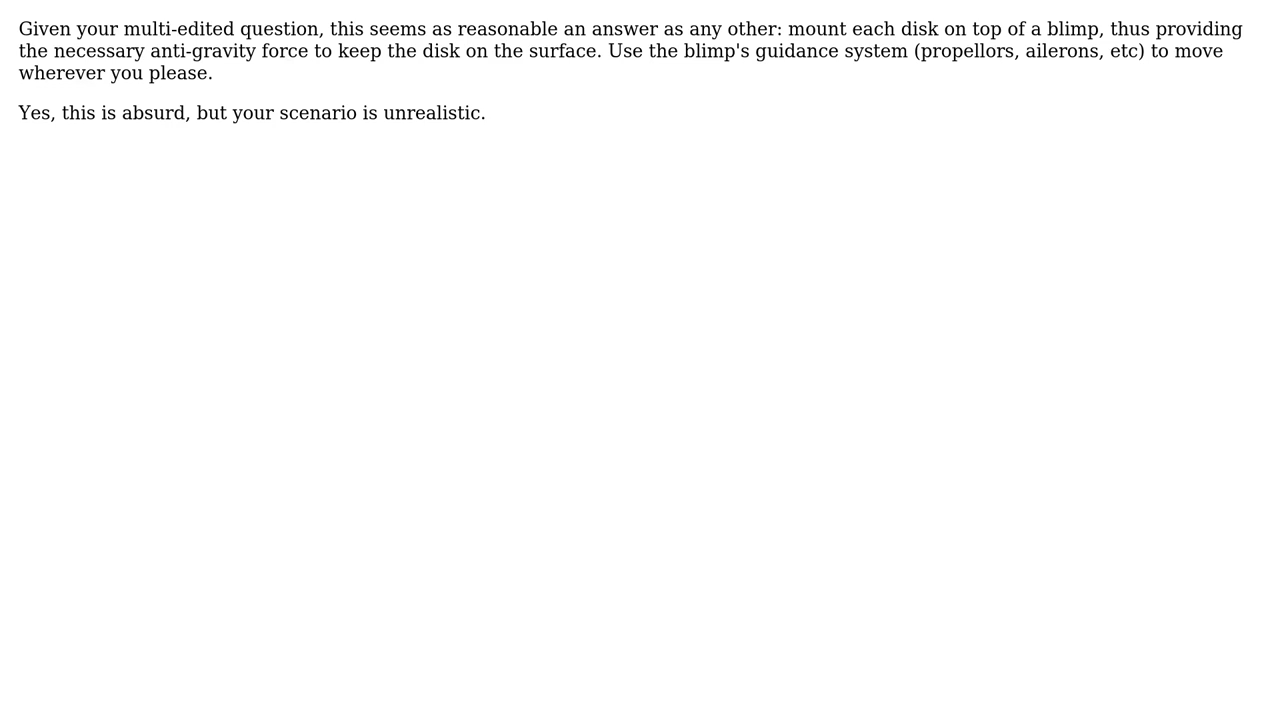 Given your multi-edited question, this seems as reasonable an answer as any other: mount each disk on top of a blimp, thus providing
the necessary anti-gravity force to keep the disk on the surface. Use the blimp's guidance system (propellors, ailerons, etc) to move
wherever you please.
Yes, this is absurd, but your scenario is unrealistic.